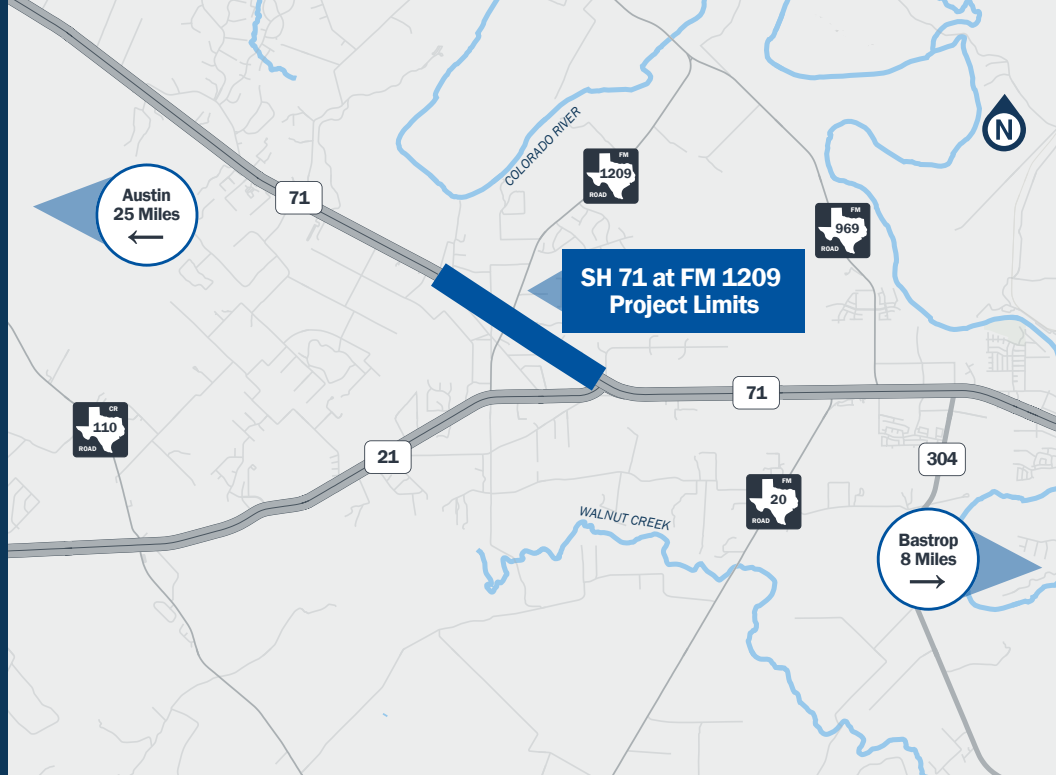 N
COLORADO RIVER
FM
1209
ROAD
Austin
25 Miles
←
71
FM
969
ROAD
SH 71 at FM 1209
Project Limits
71
CR
110
ROAD
21
304
FM
20
ROAD
WALNUT CREEK
Bastrop
8 Miles
→